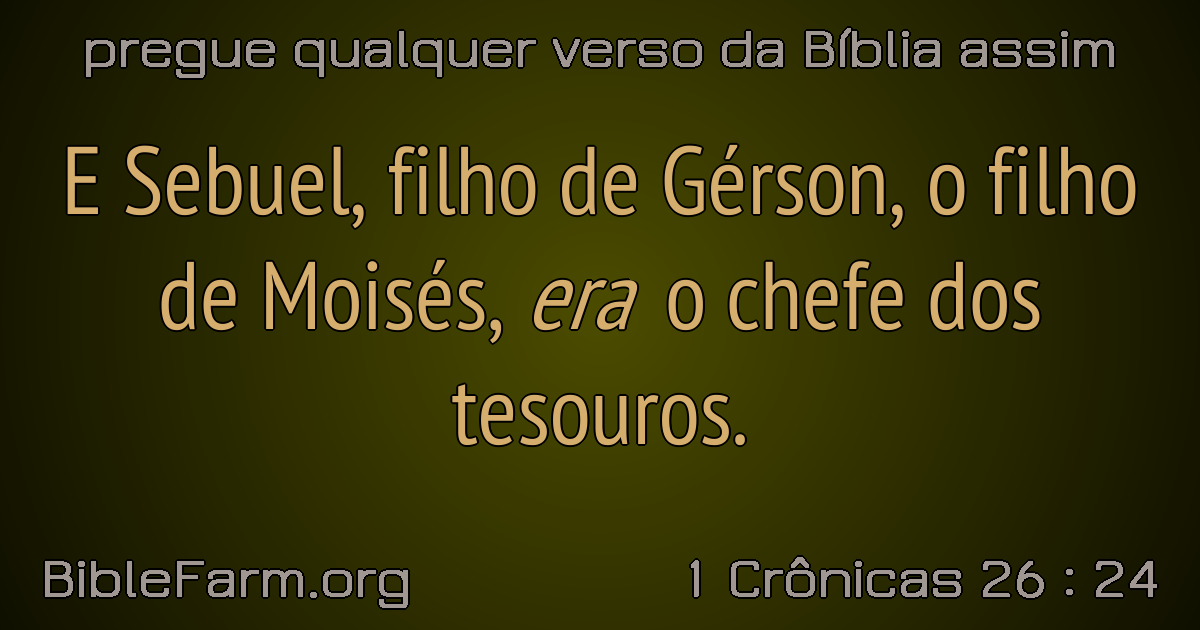 pregue qualquer verso da Bíblia assim
E Sebuel, filho de Gérson, o filho
de Moisés, era o chefe dos
tesouros.
BibleFarm.org 1 Crônicas 26 : 24